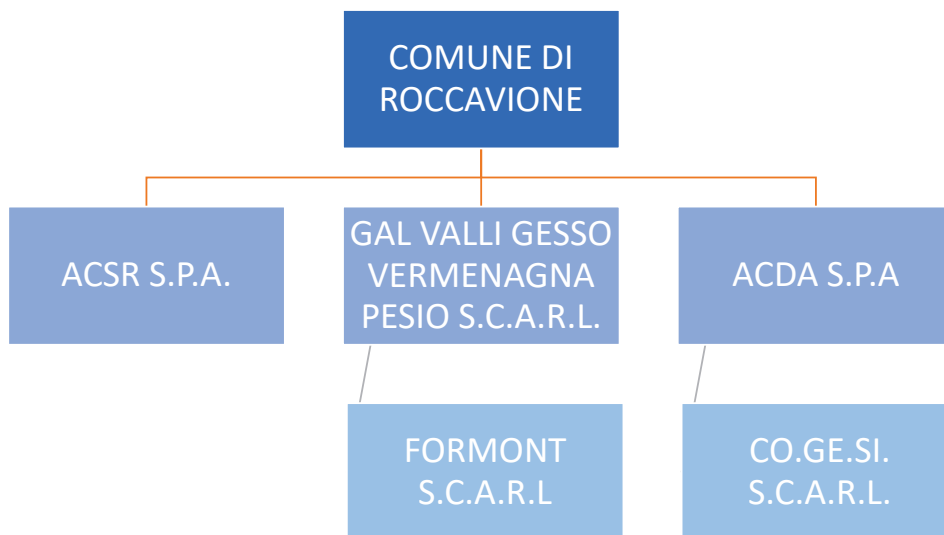 COMUNE DI
ROCCAVIONE
ACSR S.P.A.
GAL VALLI GESSO
VERMENAGNA
PESIO S.C.A.R.L.
ACDA S.P.A
FORMONT
S.C.A.R.L
CO.GE.SI.
S.C.A.R.L.